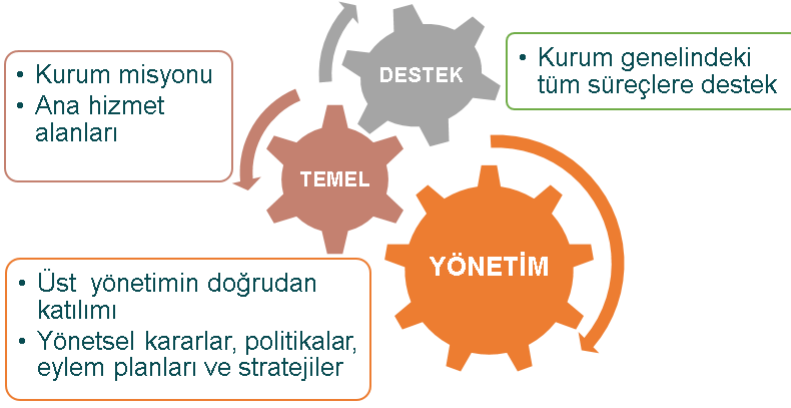 DESTEK
• Kurum genelindeki
tüm süreçlere destek
• Kurum misyonu
• Ana hizmet
alanları
TEMEL
YÖNETİM
• Üst yönetimin doğrudan
katılımı
• Yönetsel kararlar, politikalar,
eylem planları ve stratejiler